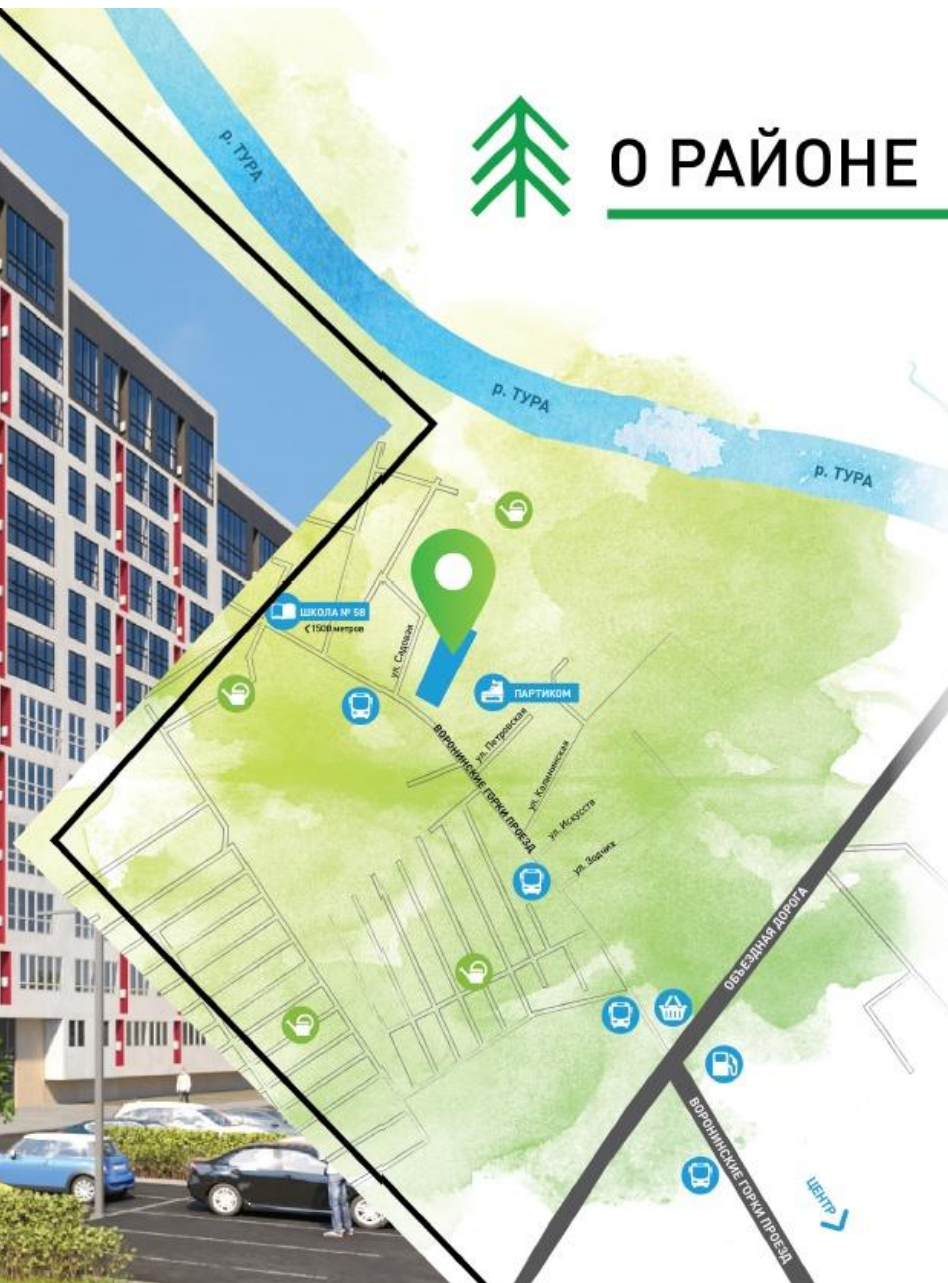 О РАЙОНЕ
р. ТУРА
р. ТУРА
р. ТУРА
ШКОЛА № 58
<1500 метров
ул. Садовая
ПАРТИКОМ
ВОРОНИНСКИЕ ГОРКИ ПРОЕЗД
ул. Петровская
ул. Калининская
ул. Искусств
ул. Зодчих
ОБЪЕЗДНАЯ ДОРОГА
ВОРОНИНСКИЕ ГОРКИ ПРОЕЗД
ЦЕНТР